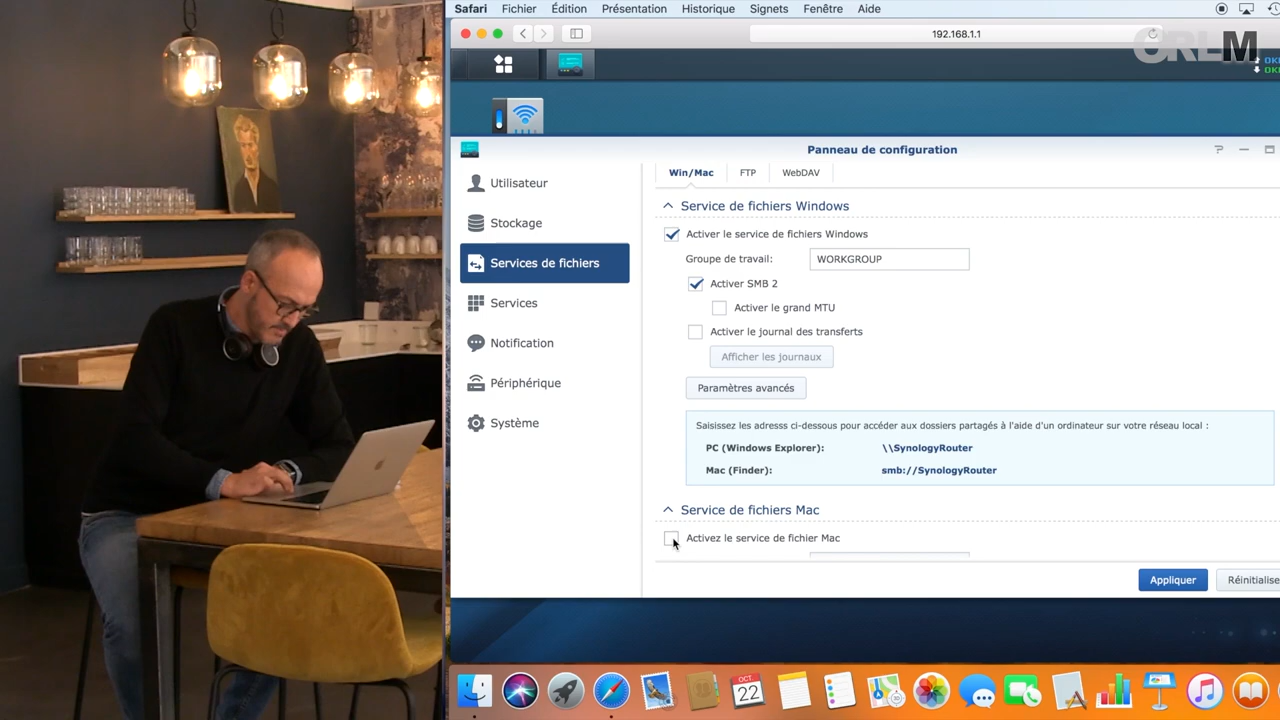 Safari Fichier Édition Présentation Historique Signets Fenêtre Aide
192.168.1.1
ORLM
Panneau de configuration
Utilisateur
Stockage
Services de fichiers
Services
Notification
Périphérique
Système
Win/Mac FTP WebDAV
Service de fichiers Windows
Activer le service de fichiers Windows
Groupe de travail: WORKGROUP
Activer SMB 2
Activer le grand MTU
Activer le journal des transferts
Afficher les journaux
Paramètres avancés
Saisissez les adresss ci-dessous pour accéder aux dossiers partagés à l'aide d'un ordinateur sur votre réseau local :
PC (Windows Explorer): \\SynologyRouter
Mac (Finder): smb://SynologyRouter
Service de fichiers Mac
Activez le service de fichier Mac
Appliquer Réinitialise
OCT.
22